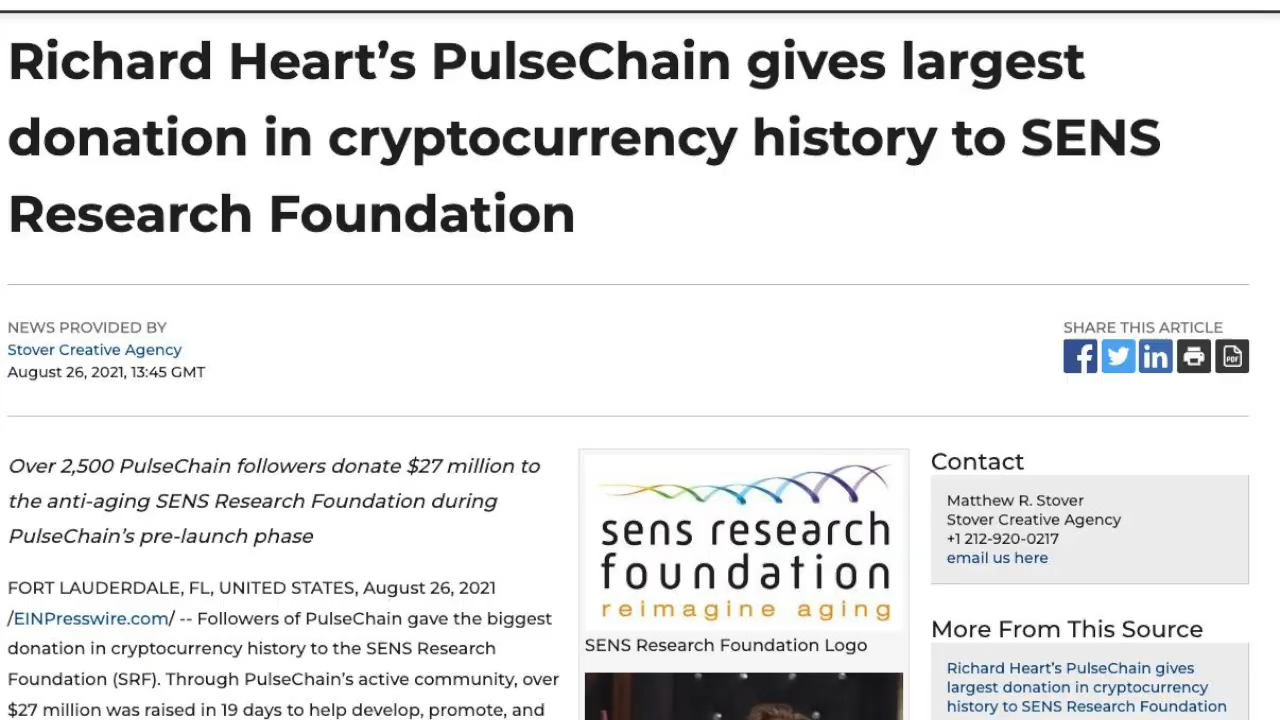 Richard Heart’s PulseChain gives largest
donation in cryptocurrency history to SENS
Research Foundation
NEWS PROVIDED BY
Stover Creative Agency
August 26, 2021, 13:45 GMT
SHARE THIS ARTICLE
f
in
PDF
Over 2,500 PulseChain followers donate $27 million to
the anti-aging SENS Research Foundation during
PulseChain’s pre-launch phase
FORT LAUDERDALE, FL, UNITED STATES, August 26, 2021
/EINPresswire.com/ -- Followers of PulseChain gave the biggest
donation in cryptocurrency history to the SENS Research
Foundation (SRF). Through PulseChain’s active community, over
$27 million was raised in 19 days to help develop, promote, and
sens research
foundation
reimagine aging
SENS Research Foundation Logo
Contact
Matthew R. Stover
Stover Creative Agency
+1 212-920-0217
email us here
More From This Source
Richard Heart’s PulseChain gives
largest donation in cryptocurrency
history to SENS Research Foundation